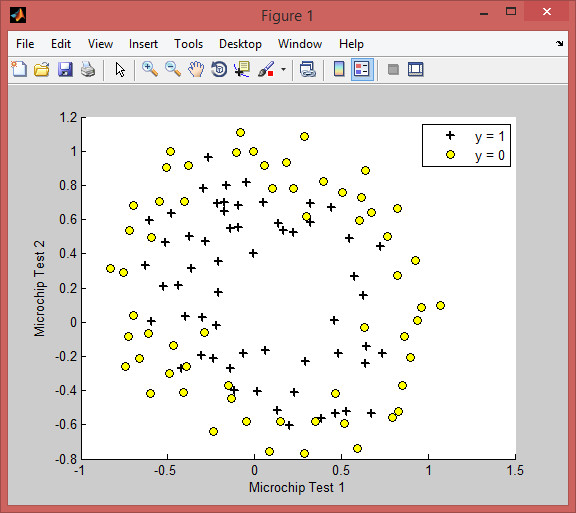 Figure 1
File Edit View Insert Tools Desktop Window Help
1.2
y = 1
y = 0
1
0.8
0.6
0.4
0.2
0
-0.2
-0.4
-0.6
-0.8
Microchip Test 2
-1 -0.5 0 0.5 1 1.5
Microchip Test 1